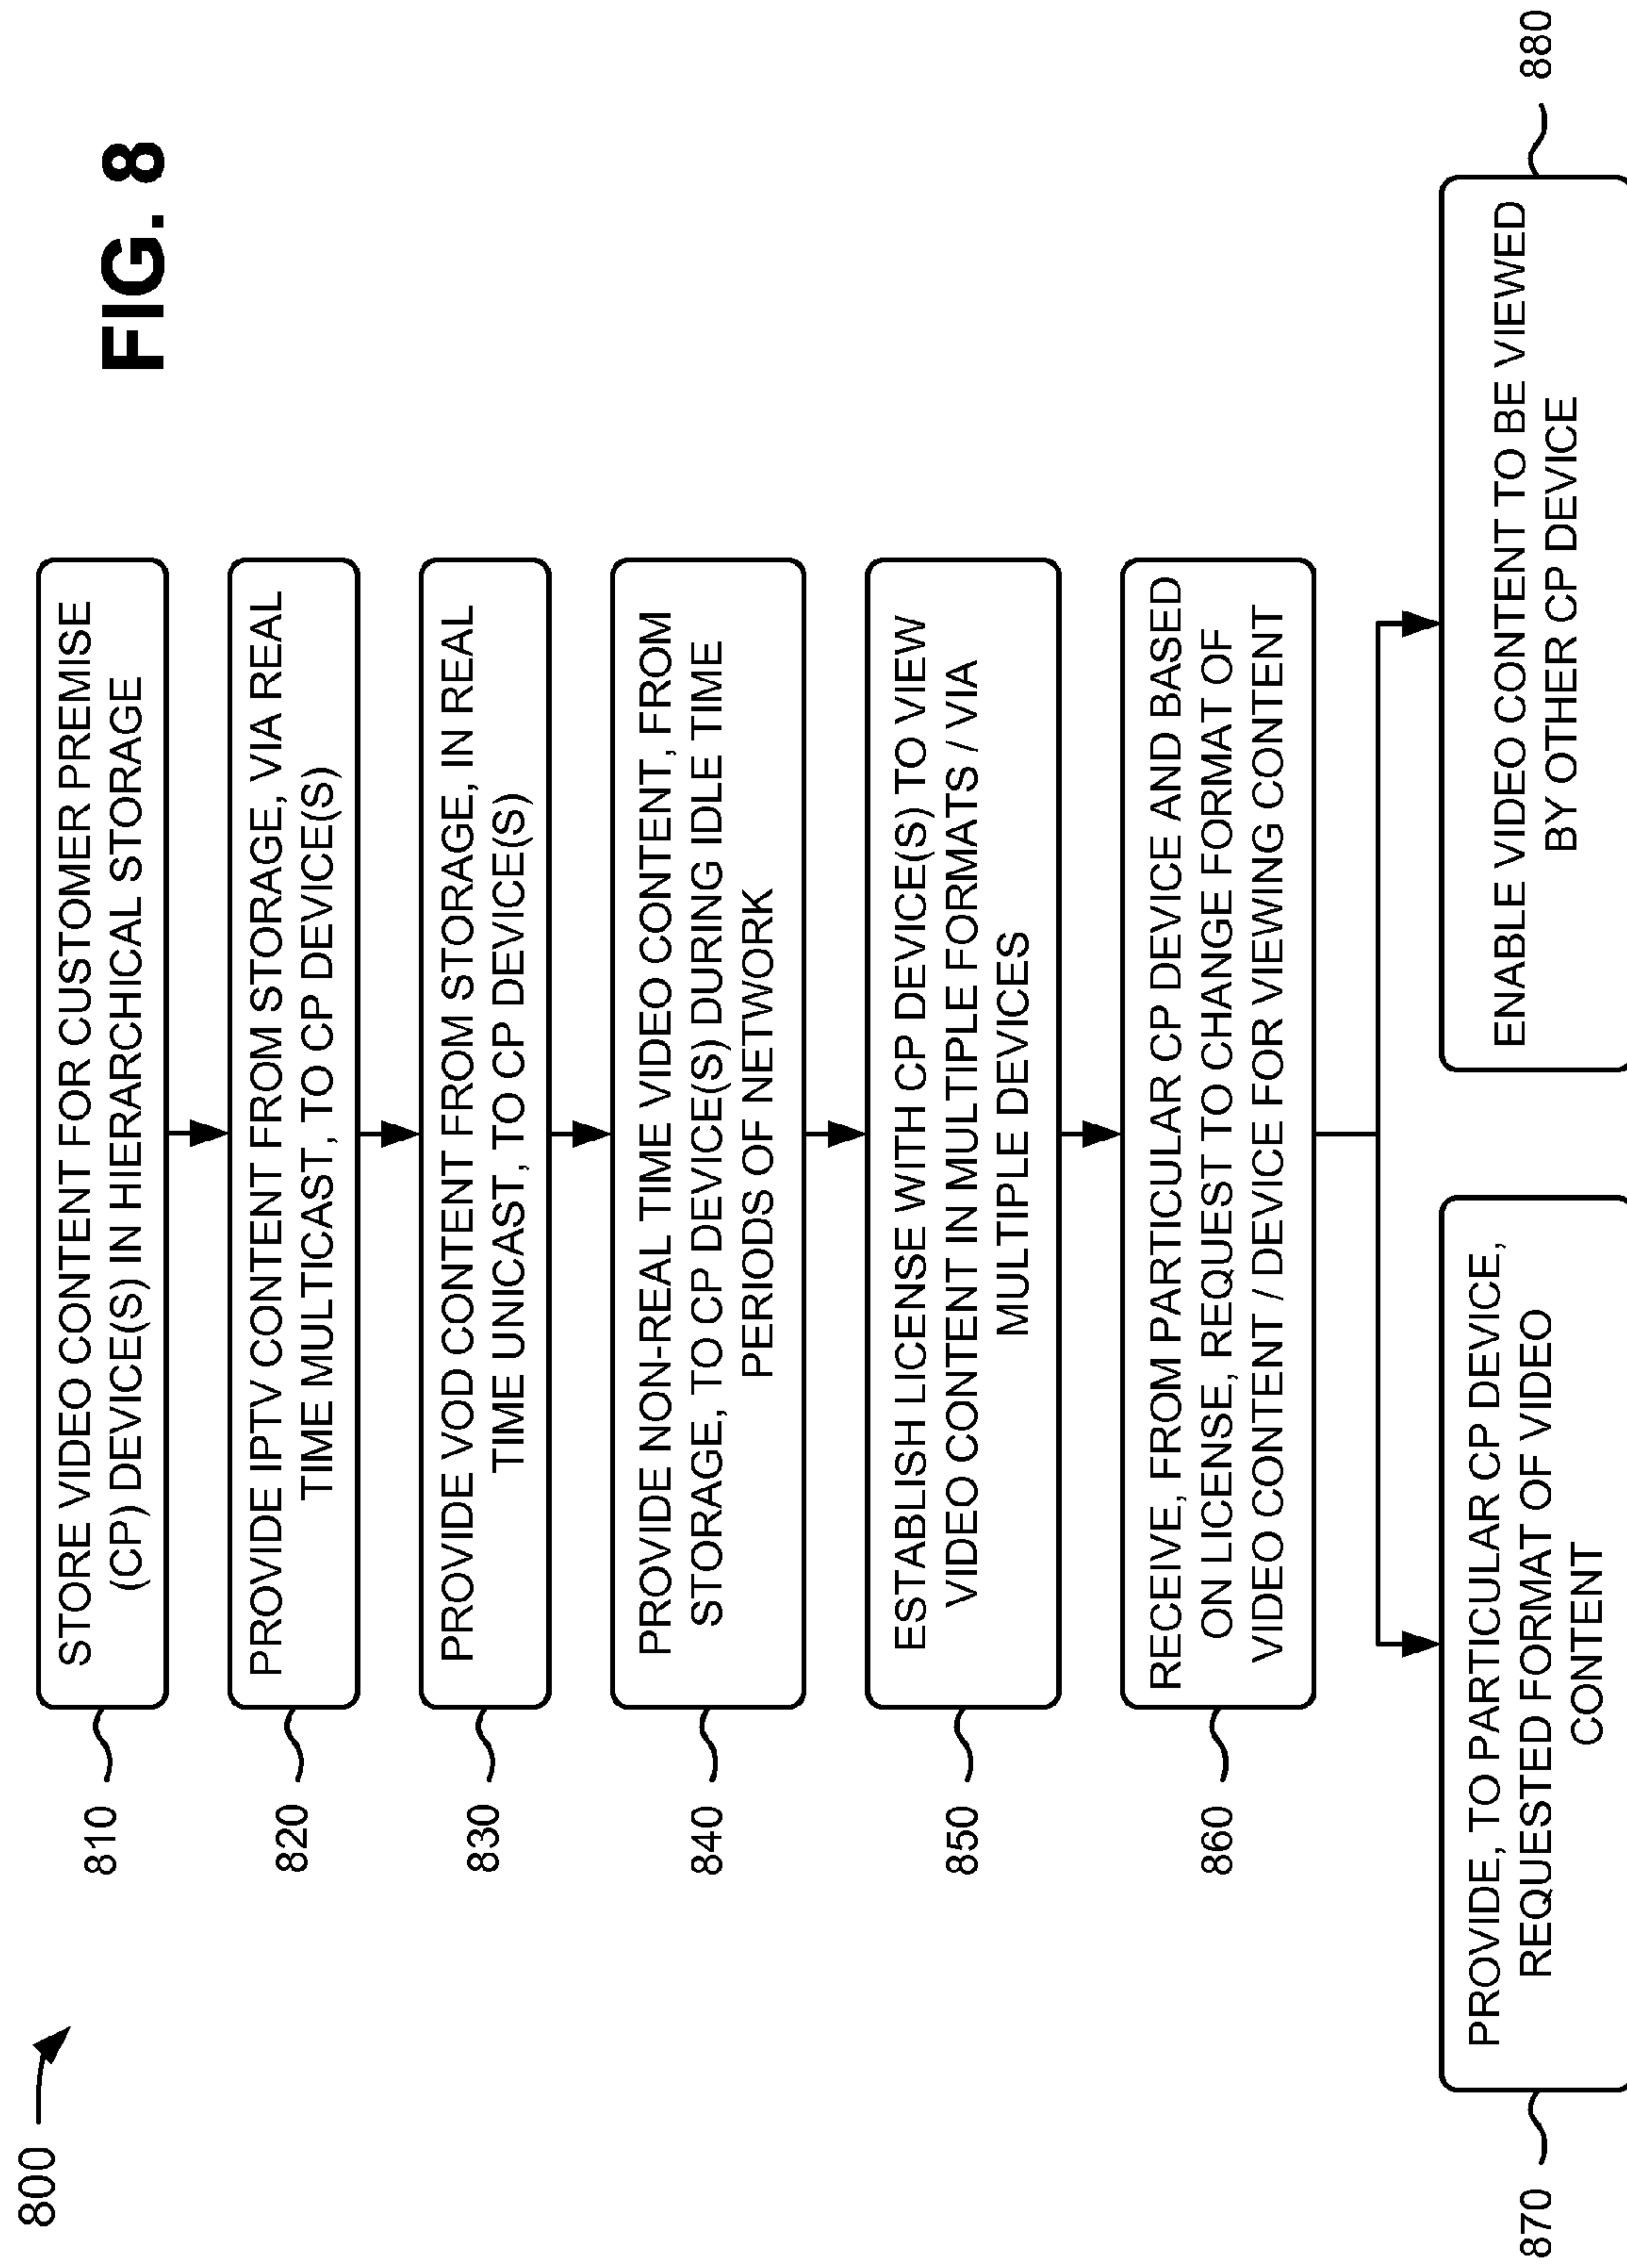 FIG. 8
800
810
STORE VIDEO CONTENT FOR CUSTOMER PREMISE
(CP) DEVICE(S) IN HIERARCHICAL STORAGE
820
PROVIDE IPTV CONTENT FROM STORAGE, VIA REAL
TIME MULTICAST, TO CP DEVICE(S)
830
PROVIDE VOD CONTENT FROM STORAGE, IN REAL
TIME UNICAST, TO CP DEVICE(S)
840
PROVIDE NON-REAL TIME VIDEO CONTENT, FROM
STORAGE, TO CP DEVICE(S) DURING IDLE TIME
PERIODS OF NETWORK
850
ESTABLISH LICENSE WITH CP DEVICE(S) TO VIEW
VIDEO CONTENT IN MULTIPLE FORMATS / VIA
MULTIPLE DEVICES
860
RECEIVE, FROM PARTICULAR CP DEVICE AND BASED
ON LICENSE, REQUEST TO CHANGE FORMAT OF
VIDEO CONTENT / DEVICE FOR VIEWING CONTENT
870
PROVIDE, TO PARTICULAR CP DEVICE,
REQUESTED FORMAT OF VIDEO
CONTENT
ENABLE VIDEO CONTENT TO BE VIEWED
BY OTHER CP DEVICE
880